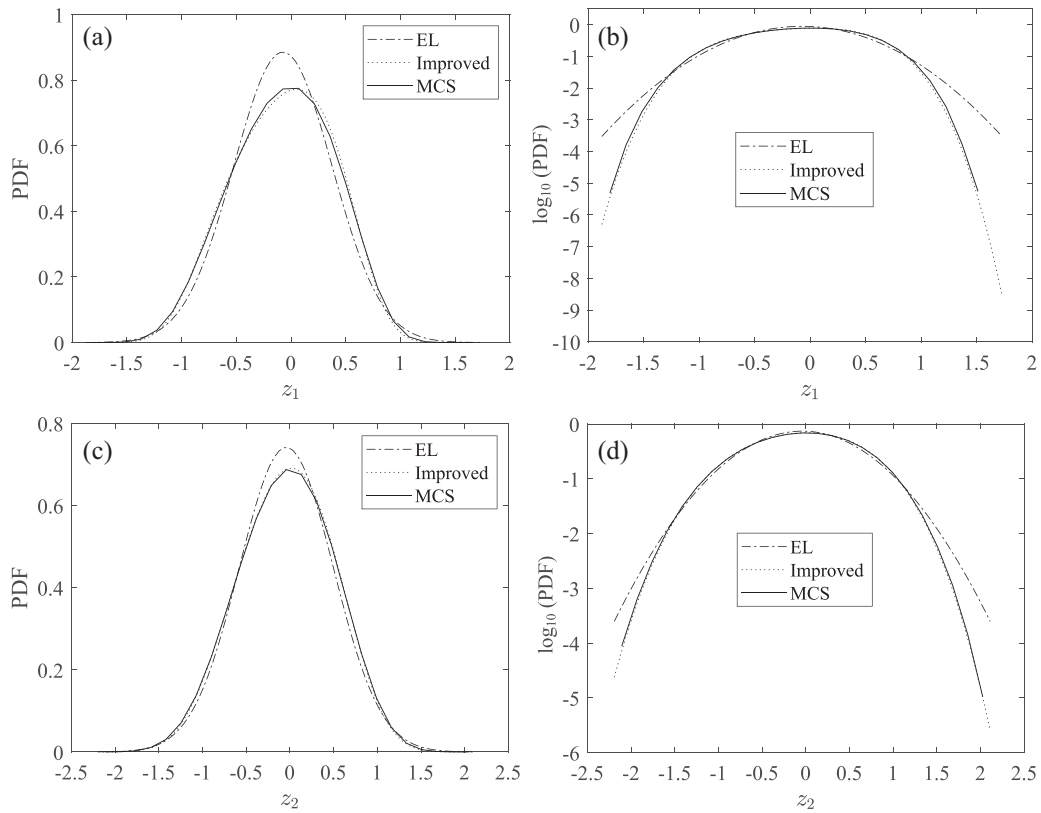 (a)
EL
Improved
MCS
PDF
1
0.8
0.6
0.4
0.2
0
-2 -1.5 -1 -0.5 0 0.5 1 1.5 2
z₁
(b)
EL
Improved
MCS
log₁₀ (PDF)
0
-1
-2
-3
-4
-5
-6
-7
-8
-9
-10
-2 -1.5 -1 -0.5 0 0.5 1 1.5 2
z₁
(c)
EL
Improved
MCS
PDF
0.8
0.6
0.4
0.2
0
-2.5 -2 -1.5 -1 -0.5 0 0.5 1 1.5 2 2.5
z₂
(d)
EL
Improved
MCS
log₁₀ (PDF)
0
-1
-2
-3
-4
-5
-6
-2.5 -2 -1.5 -1 -0.5 0 0.5 1 1.5 2 2.5
z₂